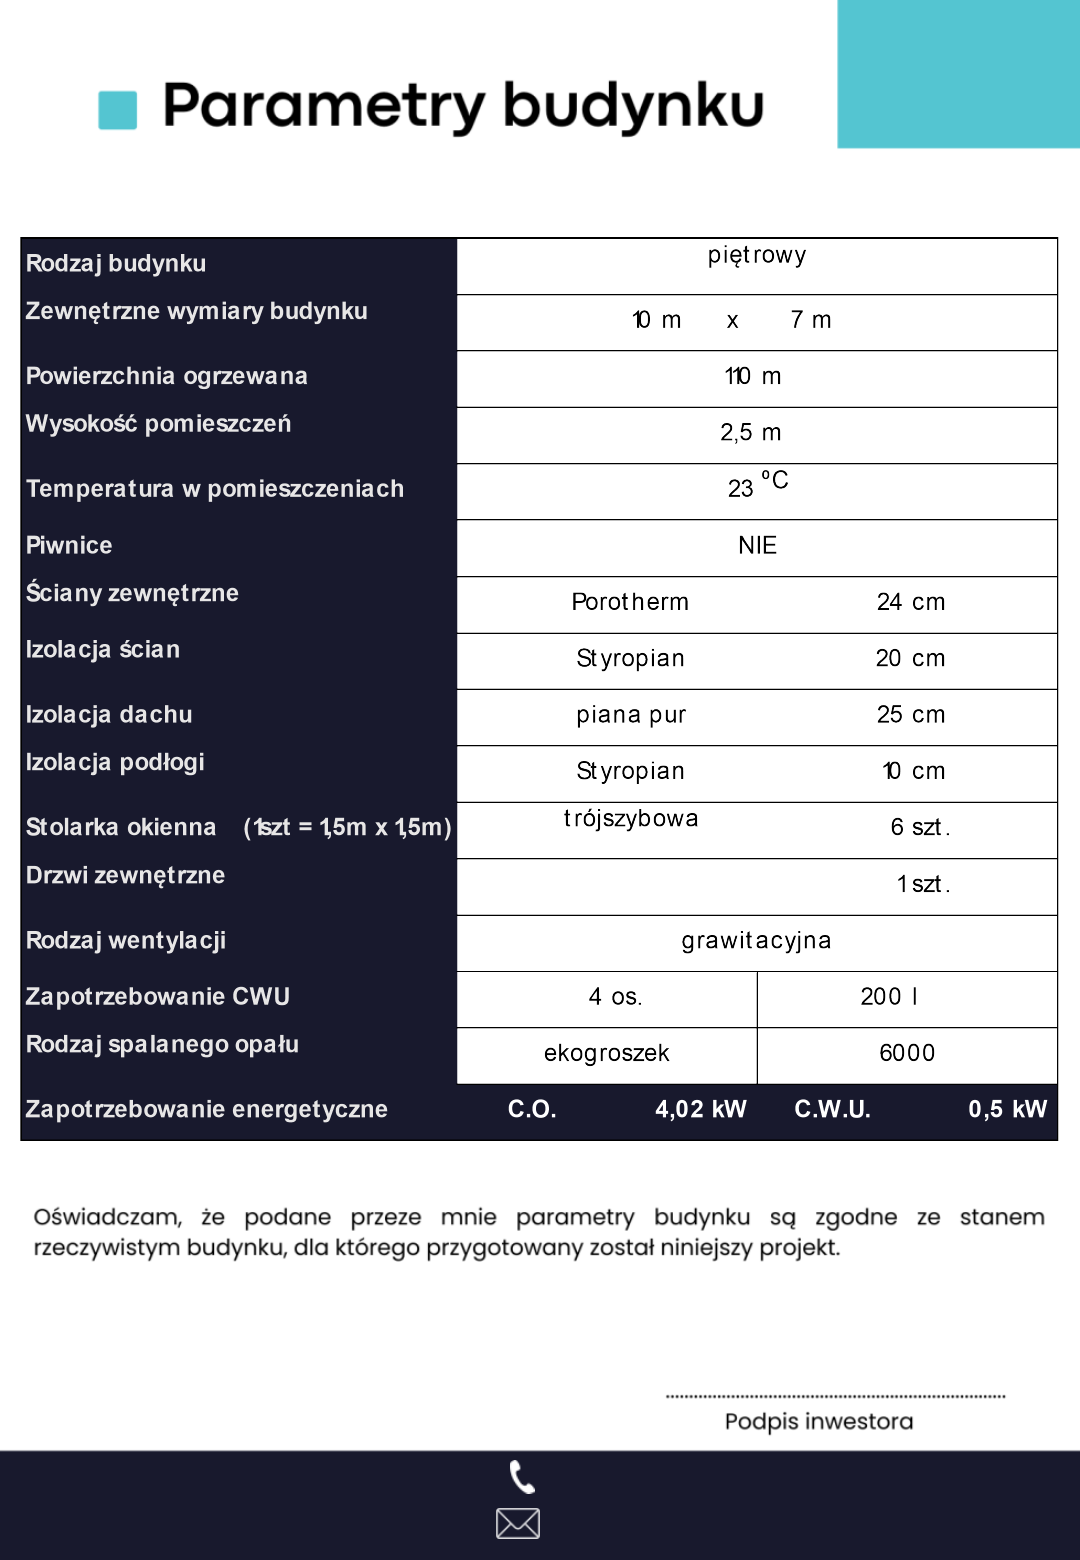 Parametry budynku
Rodzaj budynku piętrowy
Zewnętrzne wymiary budynku 10 m x 7 m
Powierzchnia ogrzewana 110 m
Wysokość pomieszczeń 2,5 m
Temperatura w pomieszczeniach 23 °C
Piwnice NIE
Ściany zewnętrzne Porotherm 24 cm
Izolacja ścian Styropian 20 cm
Izolacja dachu piana pur 25 cm
Izolacja podłogi Styropian 10 cm
Stolarka okienna (1szt = 1,5m x 1,5m) trójszybowa 6 szt.
Drzwi zewnętrzne 1 szt.
Rodzaj wentylacji grawitacyjna
Zapotrzebowanie CWU 4 os. 200 l
Rodzaj spalanego opału ekogroszek 6000
Zapotrzebowanie energetyczne C.O. 4,02 kW C.W.U. 0,5 kW
Oświadczam, że podane przeze mnie parametry budynku są zgodne ze stanem
rzeczywistym budynku, dla którego przygotowany został niniejszy projekt.
Podpis inwestora